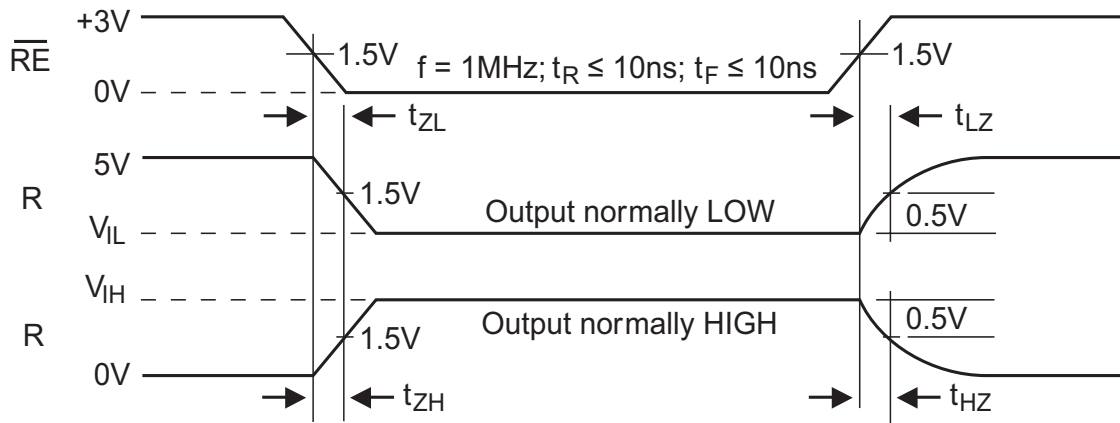 +3V
R̅E̅
1.5V
f = 1MHz; tR ≤ 10ns; tF ≤ 10ns
1.5V
0V
tZL
tLZ
5V
R
1.5V
Output normally LOW
0.5V
VIL
VIH
R
1.5V
Output normally HIGH
0.5V
0V
tZH
tHZ